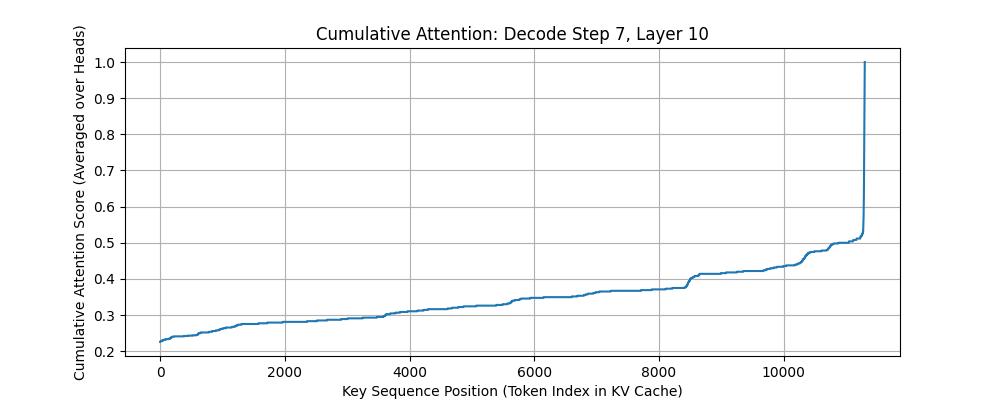 Cumulative Attention: Decode Step 7, Layer 10
Cumulative Attention Score (Averaged over Heads)
1.0
0.9
0.8
0.7
0.6
0.5
0.4
0.3
0.2
0 2000 4000 6000 8000 10000
Key Sequence Position (Token Index in KV Cache)